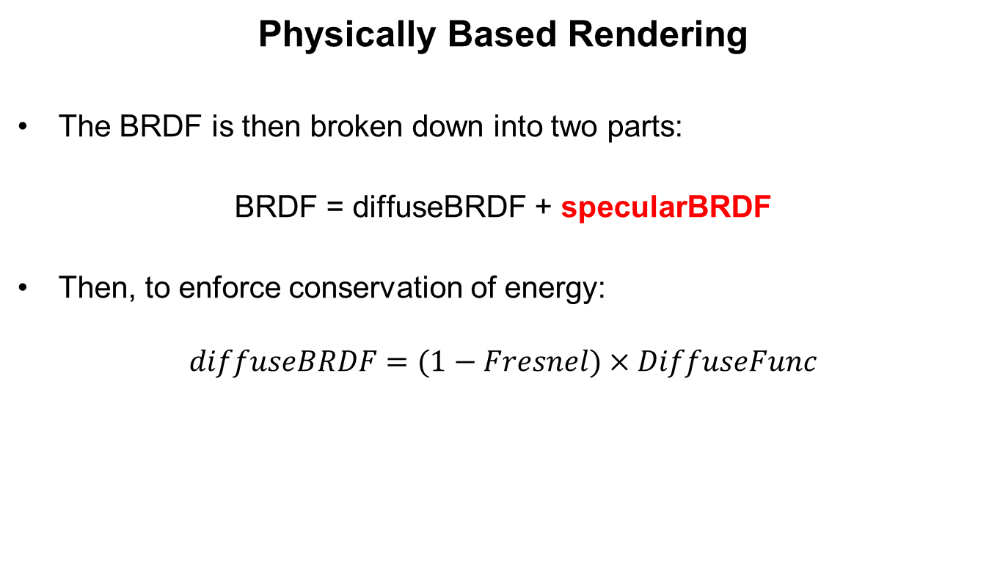 Physically Based Rendering
• The BRDF is then broken down into two parts:
BRDF = diffuseBRDF + specularBRDF
• Then, to enforce conservation of energy:
𝑑𝑖𝑓𝑓𝑢𝑠𝑒𝐵𝑅𝐷𝐹 = (1 − 𝐹𝑟𝑒𝑠𝑛𝑒𝑙) × 𝐷𝑖𝑓𝑓𝑢𝑠𝑒𝐹𝑢𝑛𝑐